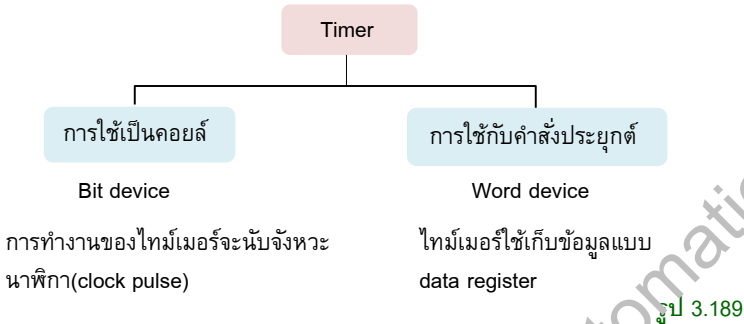 Timer
การใช้เป็นคอยล์
การใช้กับคำสั่งประยุกต์
Bit device
Word device
การทำงานของไทม์เมอร์จะนับจังหวะ
นาฬิกา(clock pulse)
ไทม์เมอร์ใช้เก็บข้อมูลแบบ
data register
รูป 3.189